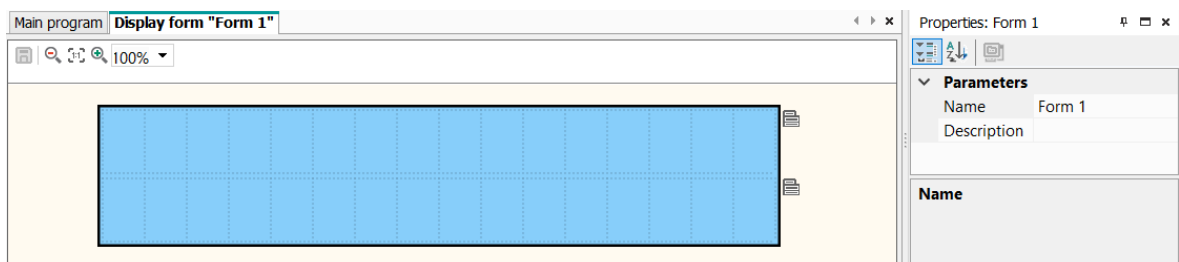 Main program Display form "Form 1"
100%
Properties: Form 1
Parameters
Name Form 1
Description
Name